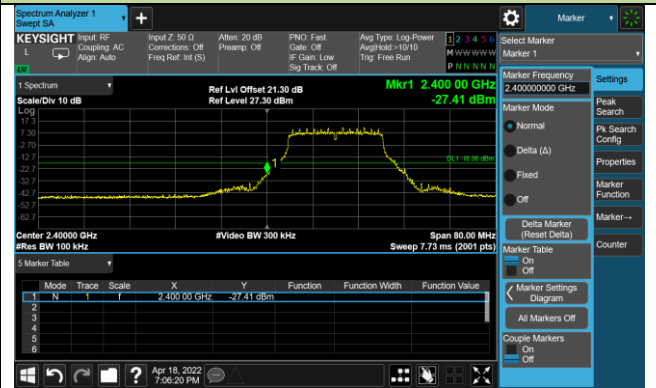 Spectrum Analyzer 1
Swept SA
+
Marker
KEYSIGHT
L
LXI
Input: RF
Coupling: AC
Align: Auto
Input Z: 50 Ω
Corrections: Off
Freq Ref: Int (S)
Atten: 20 dB
Preamp: Off
PNO: Fast
Gate: Off
IF Gain: Low
Sig Track: Off
Avg Type: Log-Power
Avg|Hold:>10/10
Trig: Free Run
1 2 3 4 5 6
M W W W W W
P N N N N N
Select Marker
Marker 1
1 Spectrum
Scale/Div 10 dB
Log
Ref Lvl Offset 21.30 dB
Ref Level 27.30 dBm
Mkr1 2.400 00 GHz
-27.41 dBm
17.3
7.30
-2.70
-12.7
-22.7
-32.7
-42.7
-52.7
-62.7
1
DL1 -18.06 dBm
Center 2.40000 GHz
#Res BW 100 kHz
#Video BW 300 kHz
Span 80.00 MHz
Sweep 7.73 ms (2001 pts)
5 Marker Table
Mode Trace Scale X Y Function Function Width Function Value
1 N 1 f 2.400 00 GHz -27.41 dBm
2
3
4
5
6
Marker Frequency
2.400000000 GHz
Marker Mode
Normal
Delta (Δ)
Fixed
Off
Delta Marker
(Reset Delta)
Marker Table
On
Off
Marker Settings
Diagram
All Markers Off
Couple Markers
On
Off
Settings
Peak
Search
Pk Search
Config
Properties
Marker
Function
Marker→
Counter
?
Apr 18, 2022
7:06:20 PM